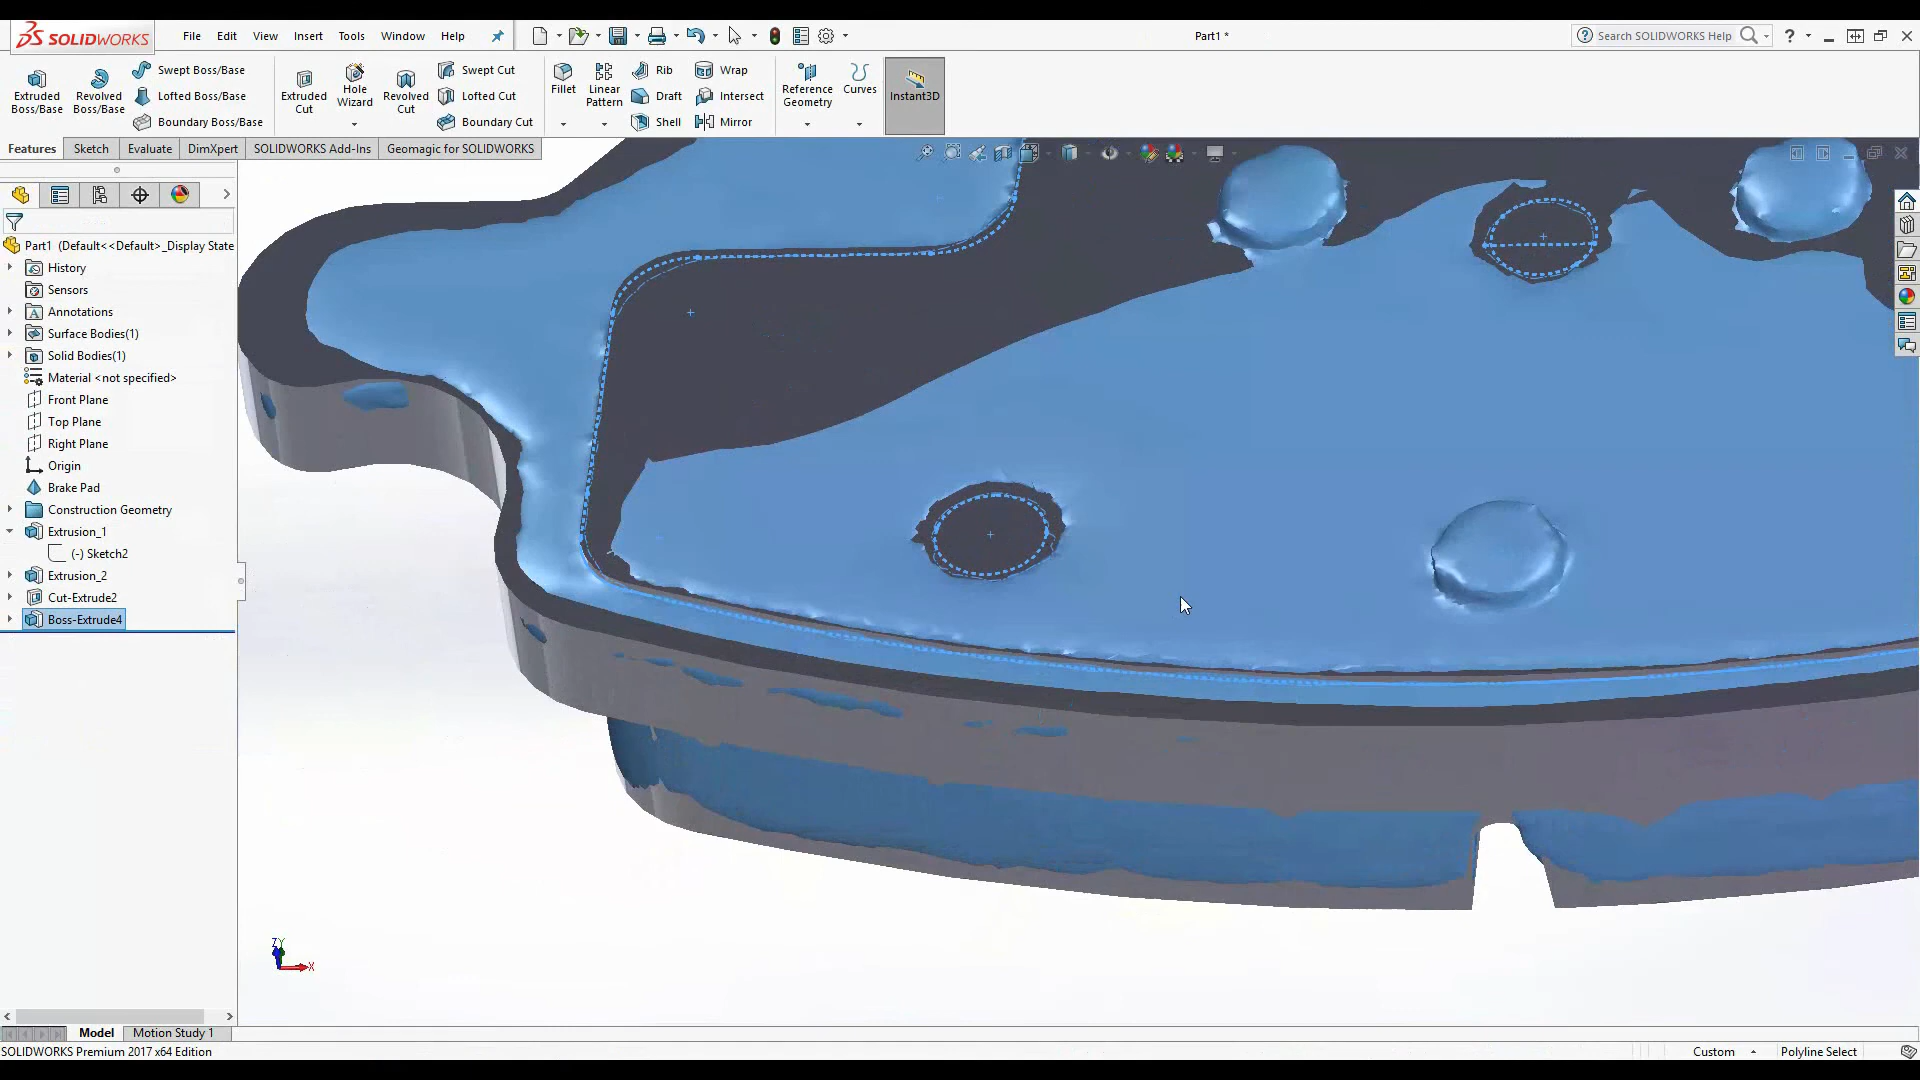 SOLIDWORKS
File Edit View Insert Tools Window Help
Part1 *
Search SOLIDWORKS Help
Extruded Boss/Base
Revolved Boss/Base
Swept Boss/Base
Lofted Boss/Base
Boundary Boss/Base
Extruded Cut
Hole Wizard
Revolved Cut
Swept Cut
Lofted Cut
Boundary Cut
Fillet
Linear Pattern
Rib
Draft
Shell
Wrap
Intersect
Mirror
Reference Geometry
Curves
Instant3D
Features Sketch Evaluate DimXpert SOLIDWORKS Add-Ins Geomagic for SOLIDWORKS
Part1 (Default<<Default>_Display State
History
Sensors
Annotations
Surface Bodies(1)
Solid Bodies(1)
Material <not specified>
Front Plane
Top Plane
Right Plane
Origin
Brake Pad
Construction Geometry
Extrusion_1
(-) Sketch2
Extrusion_2
Cut-Extrude2
Boss-Extrude4
Z Y
X
Model Motion Study 1
SOLIDWORKS Premium 2017 x64 Edition
Custom Polyline Select